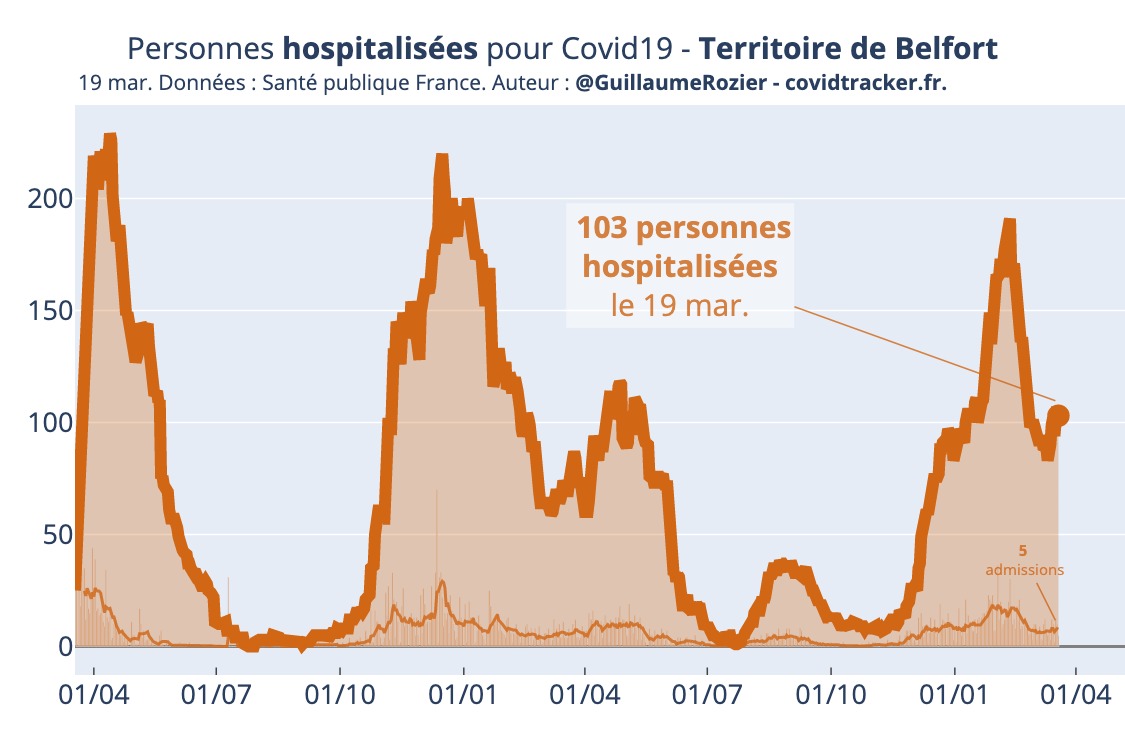 Personnes hospitalisées pour Covid19 - Territoire de Belfort
19 mar. Données : Santé publique France. Auteur : @GuillaumeRozier - covidtracker.fr.
200
103 personnes
hospitalisées
le 19 mar.
150
100
50
5
admissions
0
01/04 01/07 01/10 01/01 01/04 01/07 01/10 01/01 01/04